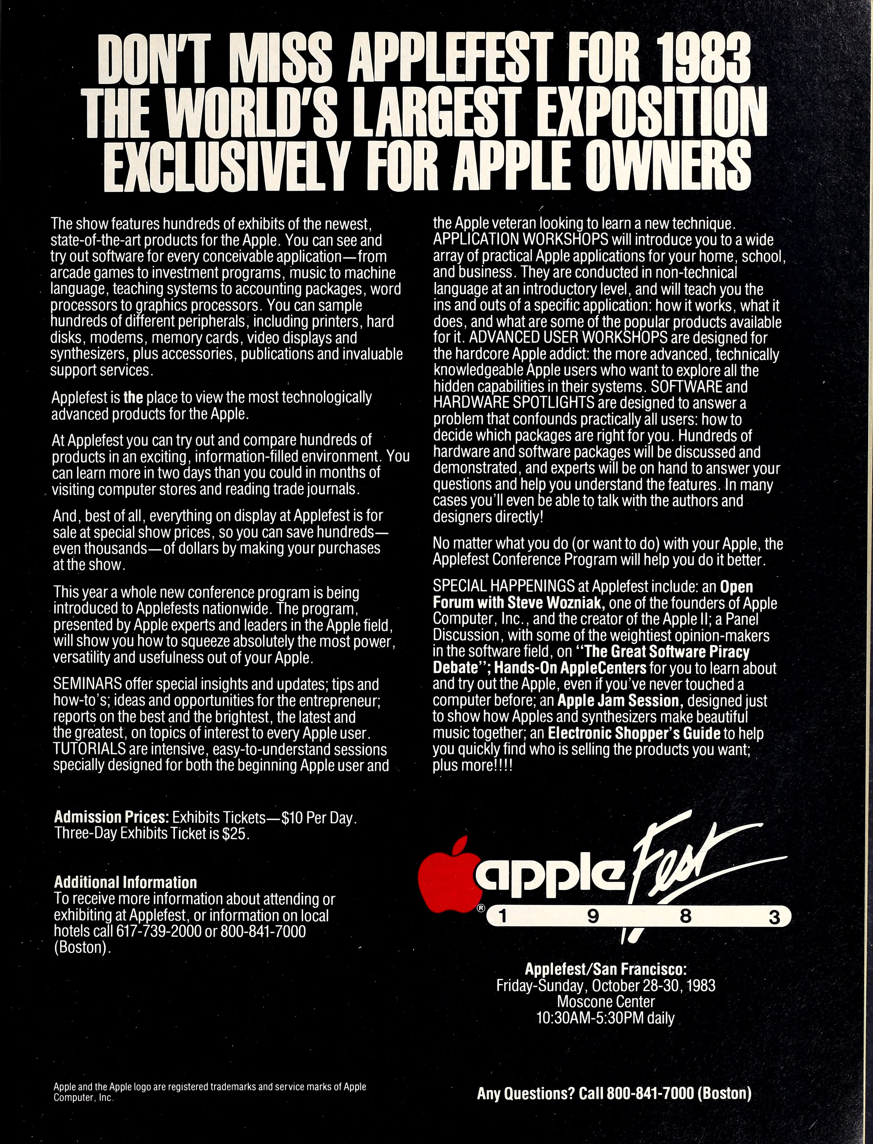 DON'T MISS APPLEFEST FOR 1983
THE WORLD'S LARGEST EXPOSITION
EXCLUSIVELY FOR APPLE OWNERS
The show features hundreds of exhibits of the newest,
state-of-the-art products for the Apple. You can see and
try out software for every conceivable application—from
arcade games to investment programs, music to machine
language, teaching systems to accounting packages, word
processors to graphics processors. You can sample
hundreds of different peripherals, including printers, hard
disks, modems, memory cards, video displays and
synthesizers, plus accessories, publications and invaluable
support services.
Applefest is the place to view the most technologically
advanced products for the Apple.
At Applefest you can try out and compare hundreds of
products in an exciting, information-filled environment. You
can learn more in two days than you could in months of
visiting computer stores and reading trade journals.
And, best of all, everything on display at Applefest is for
sale at special show prices, so you can save hundreds—
even thousands—of dollars by making your purchases
at the show.
This year a whole new conference program is being
introduced to Applefests nationwide. The program,
presented by Apple experts and leaders in the Apple field,
will show you how to squeeze absolutely the most power,
versatility and usefulness out of your Apple.
SEMINARS offer special insights and updates; tips and
how-to's; ideas and opportunities for the entrepreneur;
reports on the best and the brightest, the latest and
the greatest, on topics of interest to every Apple user.
TUTORIALS are intensive, easy-to-understand sessions
specially designed for both the beginning Apple user and
the Apple veteran looking to learn a new technique.
APPLICATION WORKSHOPS will introduce you to a wide
array of practical Apple applications for your home, school,
and business. They are conducted in non-technical
language at an introductory level, and will teach you the
ins and outs of a specific application: how it works, what it
does, and what are some of the popular products available
for it. ADVANCED USER WORKSHOPS are designed for
the hardcore Apple addict: the more advanced, technically
knowledgeable Apple users who want to explore all the
hidden capabilities in their systems. SOFTWARE and
HARDWARE SPOTLIGHTS are designed to answer a
problem that confounds practically all users: how to
decide which packages are right for you. Hundreds of
hardware and software packages will be discussed and
demonstrated, and experts will be on hand to answer your
questions and help you understand the features. In many
cases you'll even be able to talk with the authors and
designers directly!
No matter what you do (or want to do) with your Apple, the
Applefest Conference Program will help you do it better.
SPECIAL HAPPENINGS at Applefest include: an Open
Forum with Steve Wozniak, one of the founders of Apple
Computer, Inc., and the creator of the Apple II; a Panel
Discussion, with some of the weightiest opinion-makers
in the software field, on "The Great Software Piracy
Debate"; Hands-On AppleCenters for you to learn about
and try out the Apple, even if you've never touched a
computer before; an Apple Jam Session, designed just
to show how Apples and synthesizers make beautiful
music together; an Electronic Shopper's Guide to help
you quickly find who is selling the products you want;
plus more!!!!
Admission Prices: Exhibits Tickets—$10 Per Day.
Three-Day Exhibits Ticket is $25.
Additional Information
To receive more information about attending or
exhibiting at Applefest, or information on local
hotels call 617-739-2000 or 800-841-7000
(Boston).
apple Fest
® 1 9 8 3
Applefest/San Francisco:
Friday-Sunday, October 28-30, 1983
Moscone Center
10:30AM-5:30PM daily
Apple and the Apple logo are registered trademarks and service marks of Apple
Computer, Inc.
Any Questions? Call 800-841-7000 (Boston)